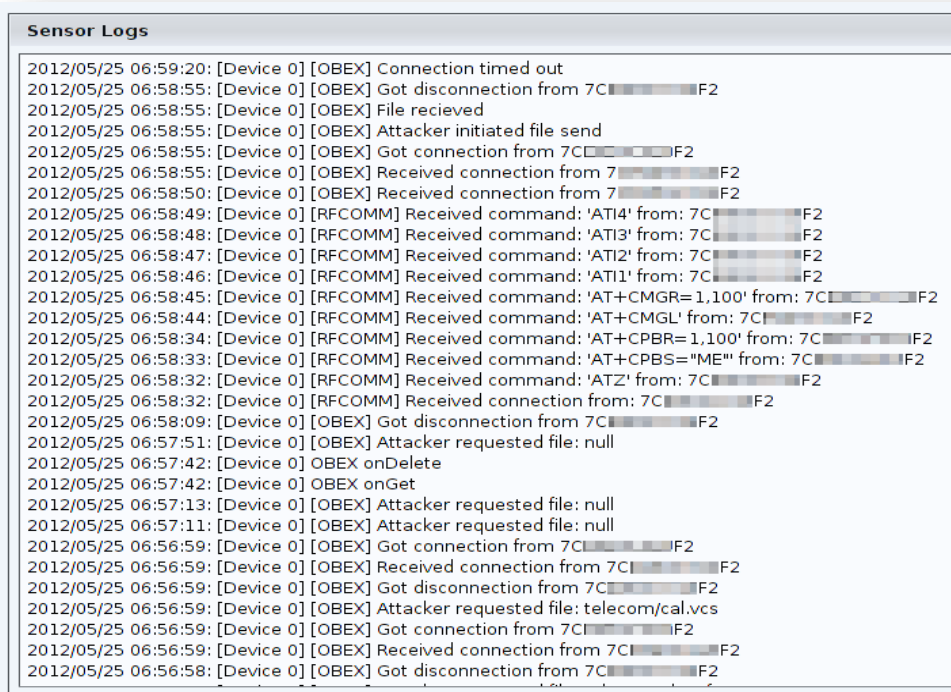 Sensor Logs
2012/05/25 06:59:20: [Device 0] [OBEX] Connection timed out
2012/05/25 06:58:55: [Device 0] [OBEX] Got disconnection from 7C F2
2012/05/25 06:58:55: [Device 0] [OBEX] File recieved
2012/05/25 06:58:55: [Device 0] [OBEX] Attacker initiated file send
2012/05/25 06:58:55: [Device 0] [OBEX] Got connection from 7C F2
2012/05/25 06:58:55: [Device 0] [OBEX] Received connection from 7 F2
2012/05/25 06:58:50: [Device 0] [OBEX] Received connection from 7 F2
2012/05/25 06:58:49: [Device 0] [RFCOMM] Received command: 'ATI4' from: 7C F2
2012/05/25 06:58:48: [Device 0] [RFCOMM] Received command: 'ATI3' from: 7C F2
2012/05/25 06:58:47: [Device 0] [RFCOMM] Received command: 'ATI2' from: 7C F2
2012/05/25 06:58:46: [Device 0] [RFCOMM] Received command: 'ATI1' from: 7C F2
2012/05/25 06:58:45: [Device 0] [RFCOMM] Received command: 'AT+CMGR=1,100' from: 7C F2
2012/05/25 06:58:44: [Device 0] [RFCOMM] Received command: 'AT+CMGL' from: 7C F2
2012/05/25 06:58:34: [Device 0] [RFCOMM] Received command: 'AT+CPBR=1,100' from: 7C F2
2012/05/25 06:58:33: [Device 0] [RFCOMM] Received command: 'AT+CPBS="ME"' from: 7C F2
2012/05/25 06:58:32: [Device 0] [RFCOMM] Received command: 'ATZ' from: 7C F2
2012/05/25 06:58:32: [Device 0] [RFCOMM] Received connection from: 7C F2
2012/05/25 06:58:09: [Device 0] [OBEX] Got disconnection from 7C F2
2012/05/25 06:57:51: [Device 0] [OBEX] Attacker requested file: null
2012/05/25 06:57:42: [Device 0] OBEX onDelete
2012/05/25 06:57:42: [Device 0] OBEX onGet
2012/05/25 06:57:13: [Device 0] [OBEX] Attacker requested file: null
2012/05/25 06:57:11: [Device 0] [OBEX] Attacker requested file: null
2012/05/25 06:56:59: [Device 0] [OBEX] Got connection from 7C F2
2012/05/25 06:56:59: [Device 0] [OBEX] Received connection from 7C F2
2012/05/25 06:56:59: [Device 0] [OBEX] Got disconnection from 7C F2
2012/05/25 06:56:59: [Device 0] [OBEX] Attacker requested file: telecom/cal.vcs
2012/05/25 06:56:59: [Device 0] [OBEX] Got connection from 7C F2
2012/05/25 06:56:59: [Device 0] [OBEX] Received connection from 7C F2
2012/05/25 06:56:58: [Device 0] [OBEX] Got disconnection from 7C F2